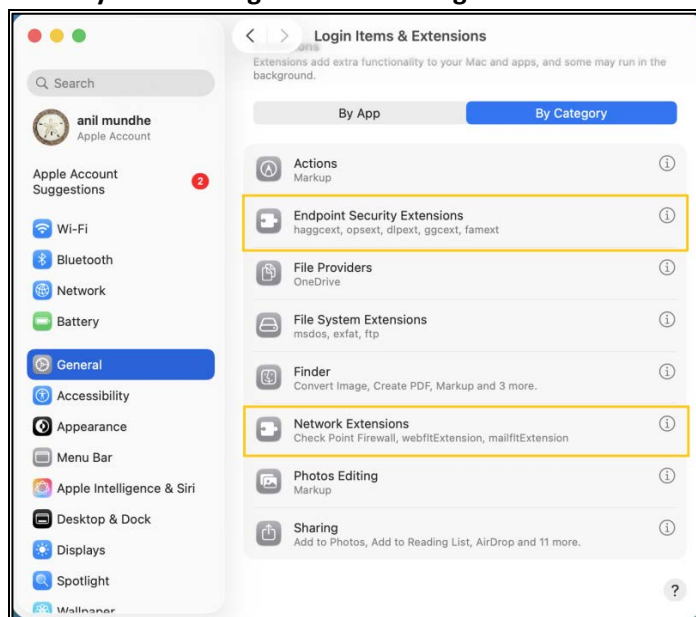 Login Items & Extensions
Extensions add extra functionality to your Mac and apps, and some may run in the
background.
By App
By Category
Search
anil mundhe
Apple Account
Apple Account
Suggestions
2
Wi-Fi
Bluetooth
Network
Battery
General
Accessibility
Appearance
Menu Bar
Apple Intelligence & Siri
Desktop & Dock
Displays
Spotlight
Wallpaper
Actions
Markup
Endpoint Security Extensions
haggcext, opsext, dlpext, ggcext, famext
File Providers
OneDrive
File System Extensions
msdos, exfat, ftp
Finder
Convert Image, Create PDF, Markup and 3 more.
Network Extensions
Check Point Firewall, webfltExtension, mailfltExtension
Photos Editing
Markup
Sharing
Add to Photos, Add to Reading List, AirDrop and 11 more.
?